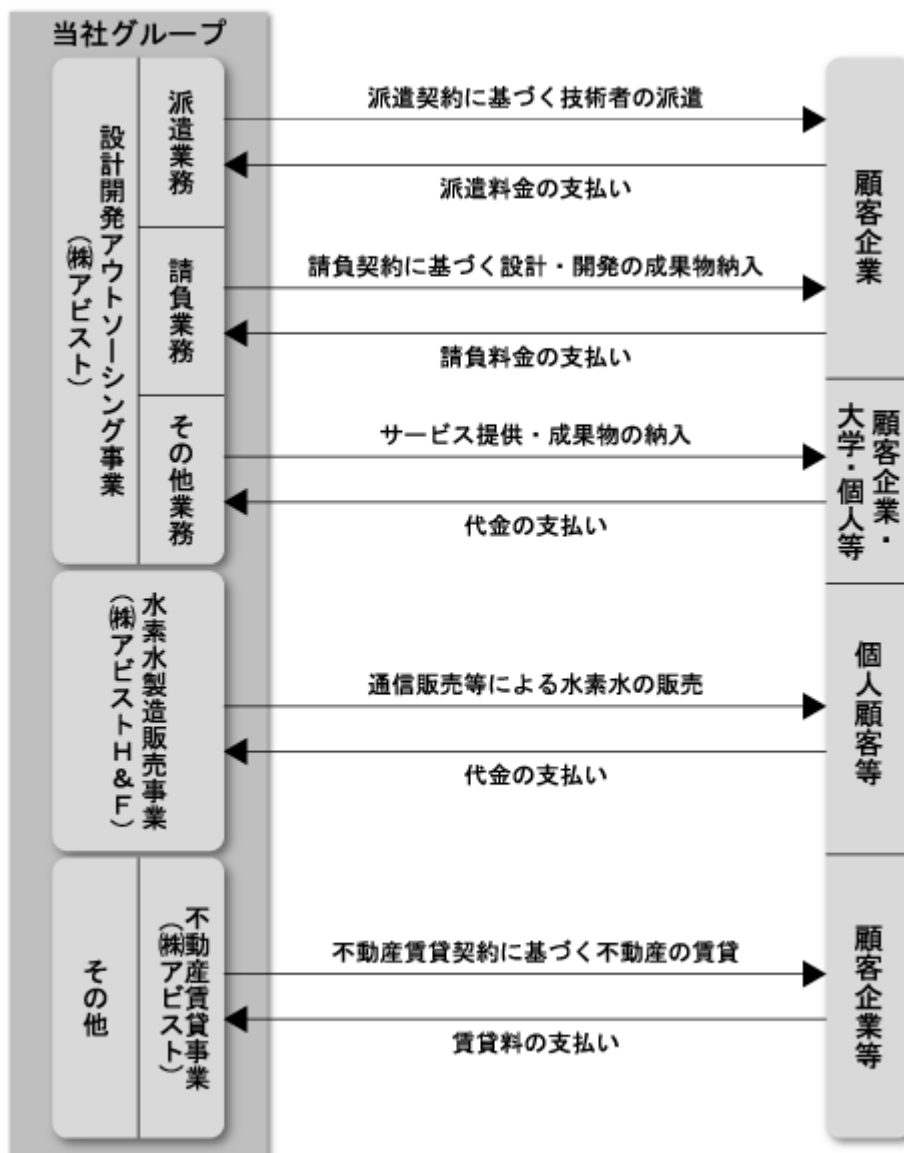 当社グループ
設計開発アウトソーシング事業
（㈱アビスト）
派遣業務
派遣契約に基づく技術者の派遣
派遣料金の支払い
請負業務
請負契約に基づく設計・開発の成果物納入
請負料金の支払い
顧客企業
その他業務
サービス提供・成果物の納入
代金の支払い
顧客企業・
大学・個人等
水素水製造販売事業
（㈱アビストＨ＆Ｆ）
通信販売等による水素水の販売
代金の支払い
個人顧客等
その他
不動産賃貸事業
（㈱アビスト）
不動産賃貸契約に基づく不動産の賃貸
賃貸料の支払い
顧客企業等